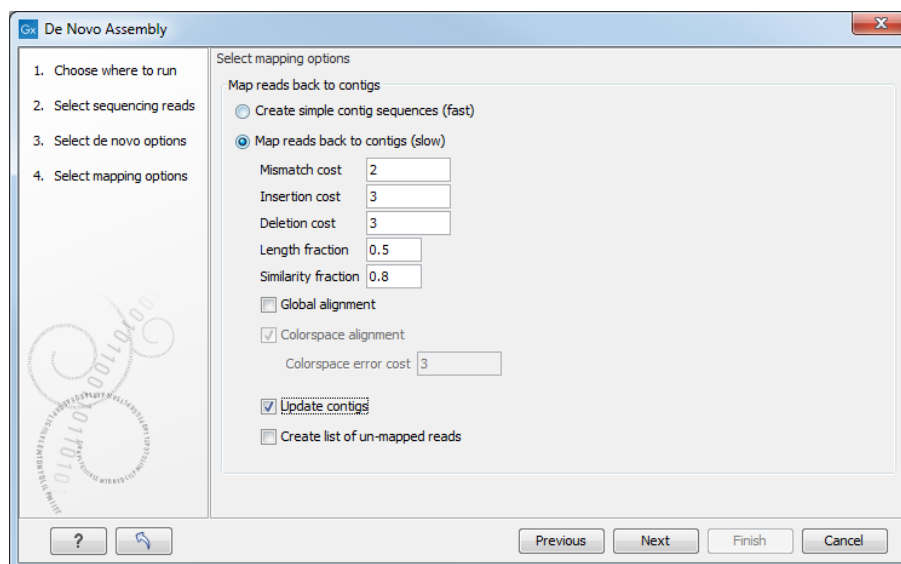 Gx De Novo Assembly
1. Choose where to run
2. Select sequencing reads
3. Select de novo options
4. Select mapping options
Select mapping options
Map reads back to contigs
Create simple contig sequences (fast)
Map reads back to contigs (slow)
Mismatch cost 2
Insertion cost 3
Deletion cost 3
Length fraction 0.5
Similarity fraction 0.8
Global alignment
Colorspace alignment
Colorspace error cost 3
Update contigs
Create list of un-mapped reads
? Previous Next Finish Cancel